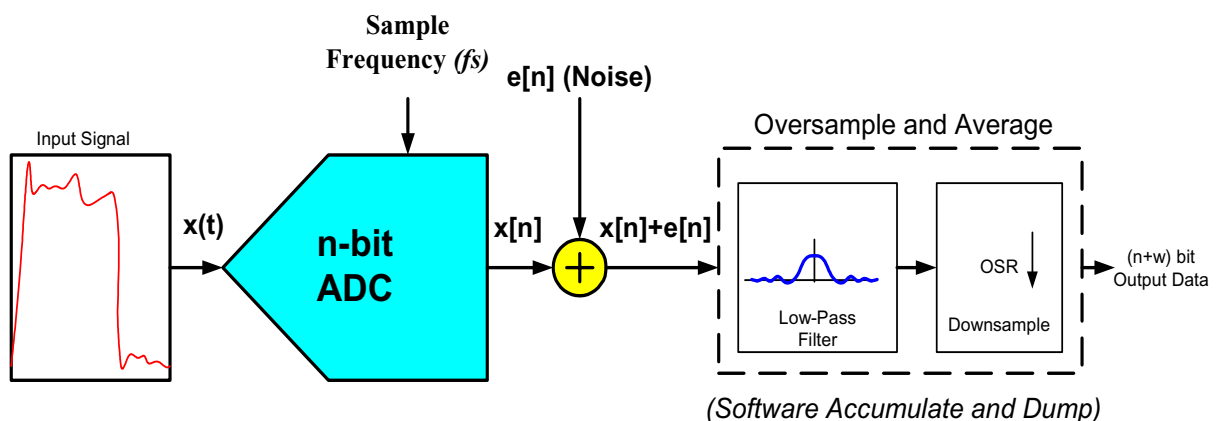 Sample
Frequency (fs)
e[n] (Noise)
Input Signal
Oversample and Average
x(t)
n-bit
ADC
x[n]
x[n]+e[n]
OSR
(n+w) bit
Output Data
Low-Pass
Filter
Downsample
(Software Accumulate and Dump)